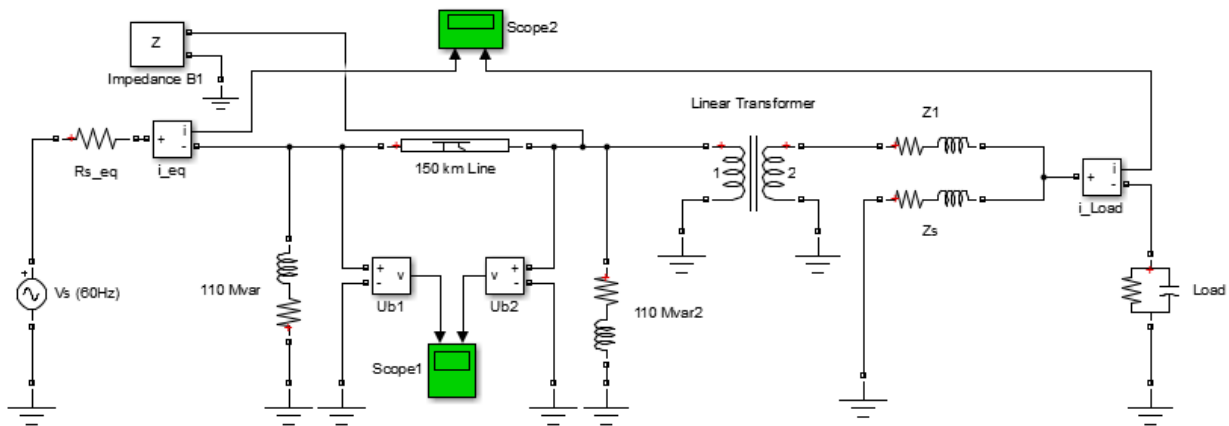 Scope2
Z
Impedance B1
Linear Transformer
Z1
+
i
-
Rs_eq
i_eq
150 km Line
1
2
+
i
-
i_Load
Zs
+
Vs (60Hz)
110 Mvar
+
-
v
Ub1
v
+
-
Ub2
110 Mvar2
Load
Scope1